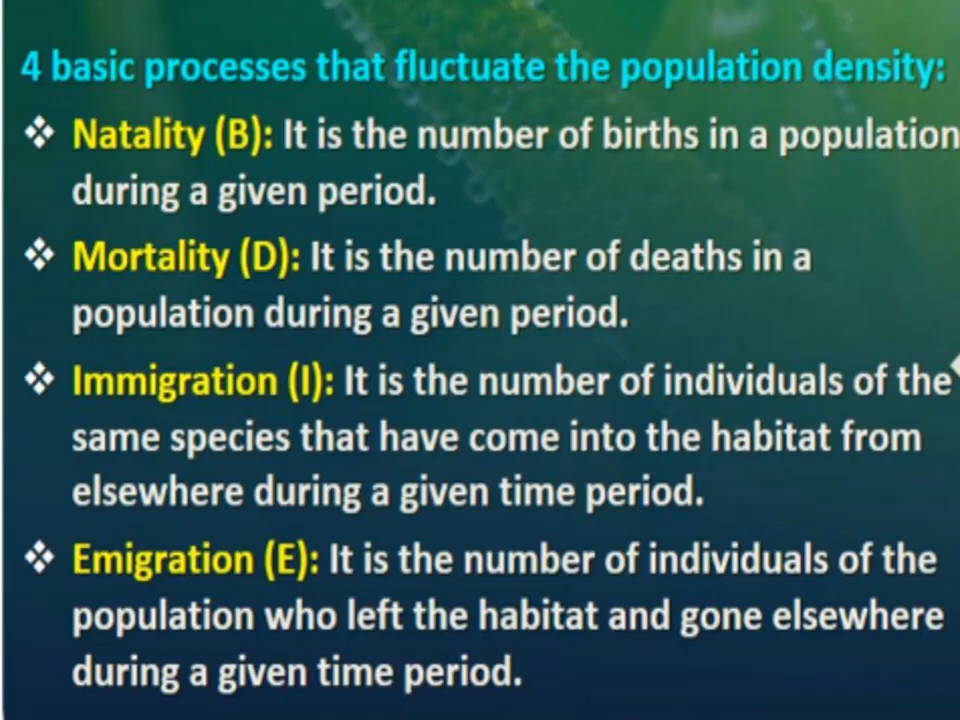 4 basic processes that fluctuate the population density:
❖ Natality (B): It is the number of births in a population
during a given period.
❖ Mortality (D): It is the number of deaths in a
population during a given period.
❖ Immigration (I): It is the number of individuals of the
same species that have come into the habitat from
elsewhere during a given time period.
❖ Emigration (E): It is the number of individuals of the
population who left the habitat and gone elsewhere
during a given time period.